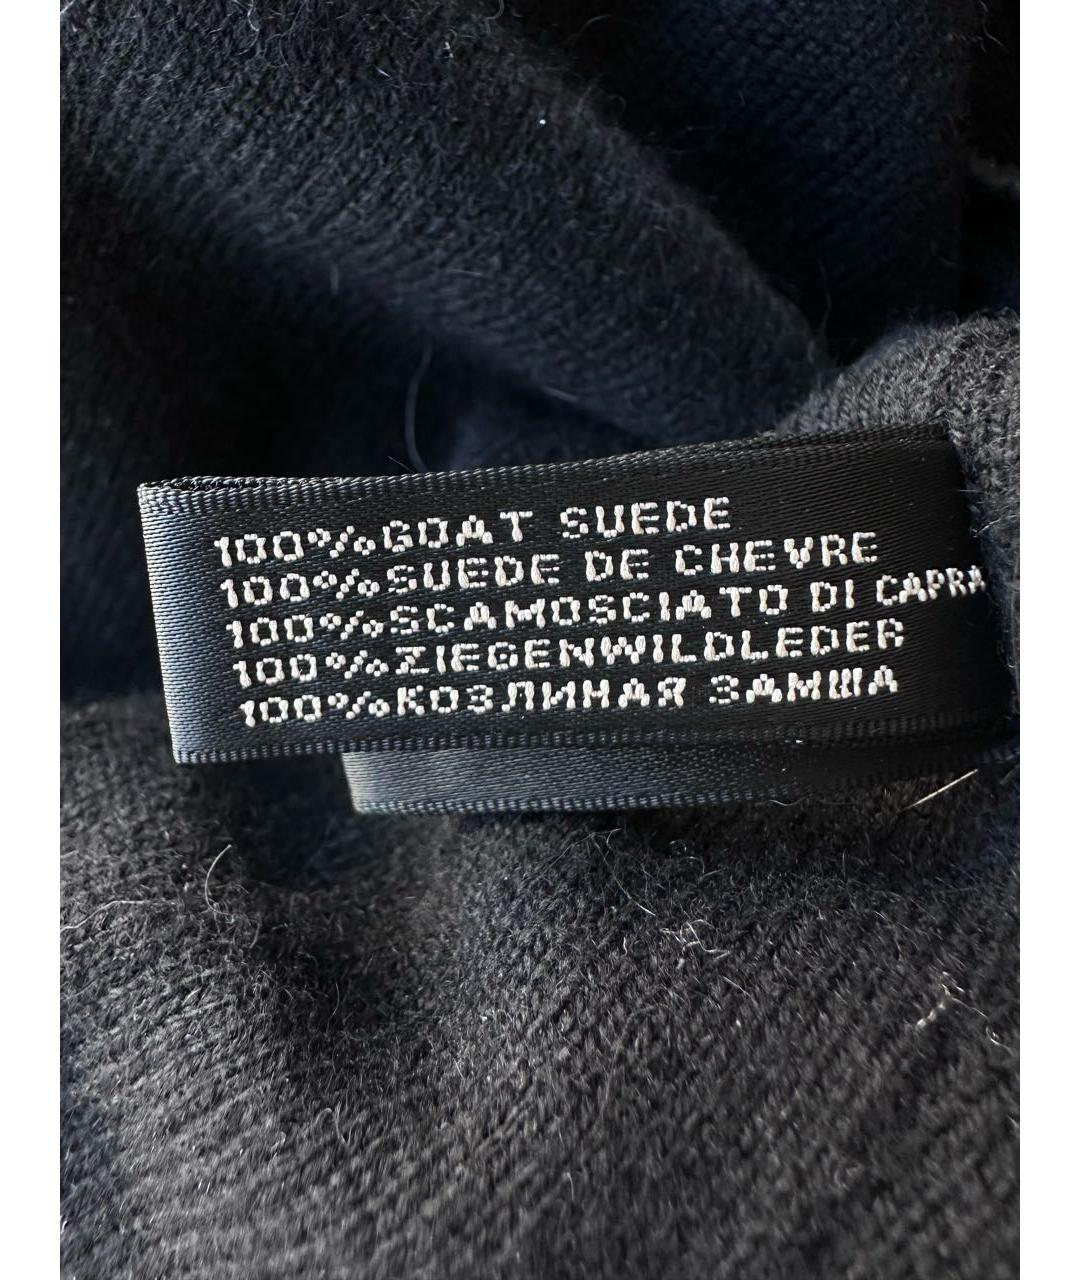 100%GOAT SUEDE
100%SUEDE DE CHEVRE
100%SCAMOSCIATO DI CAPRA
100%ZIEGENWILDLEDER
100%КОЗЛИНАЯ ЗАМША